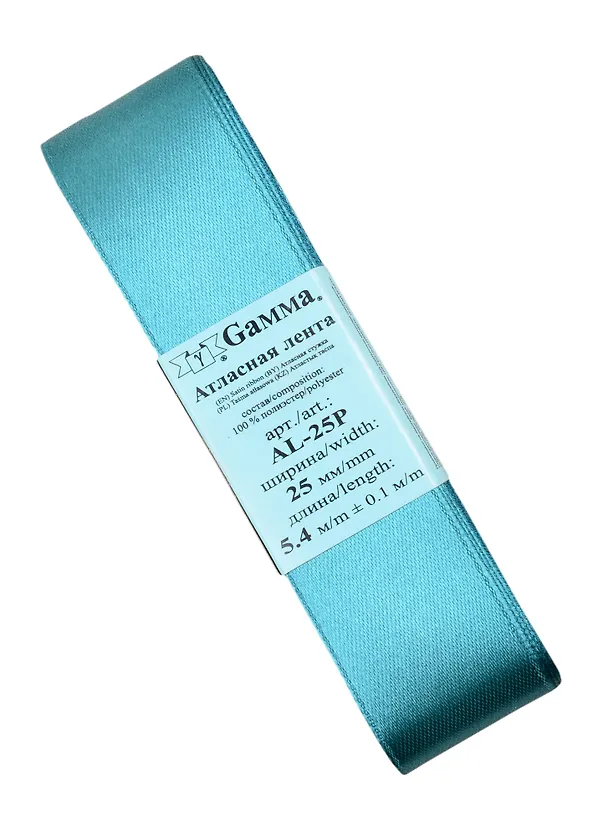 γ ® Gамма®
Атласная лента
(EN) Satin ribbon (BY) Атласная стужка
(PL) Taśma atłasowa (KZ) Атластық таспа
состав/composition:
100 % полиэстер/polyester
арт./art.:
AL-25P
ширина/width:
25 мм/mm
длина/length:
5.4 м/m ± 0.1 м/m